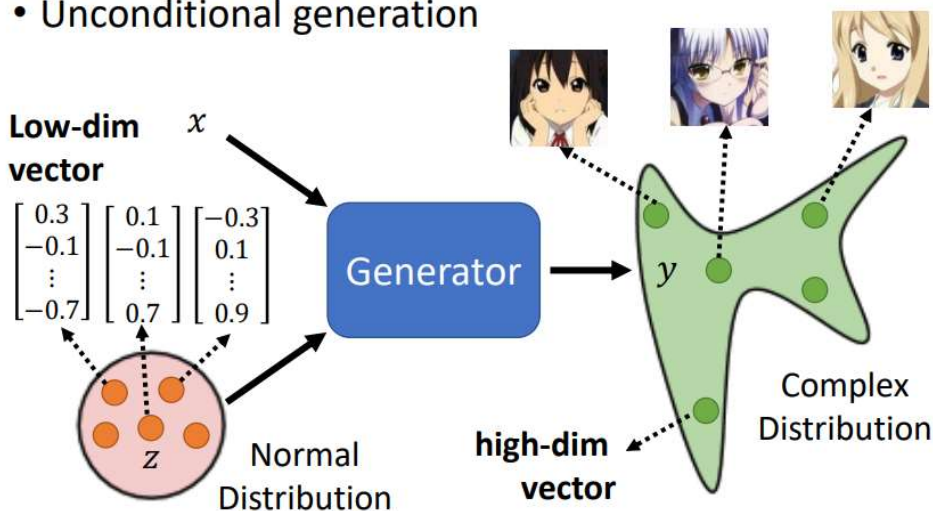 • Unconditional generation
Low-dim
vector
x
[0.3
−0.1
⋮
−0.7]
[0.1
−0.1
⋮
0.7]
[−0.3
0.1
⋮
0.9]
Generator
y
z
Normal
Distribution
Complex
Distribution
high-dim
vector